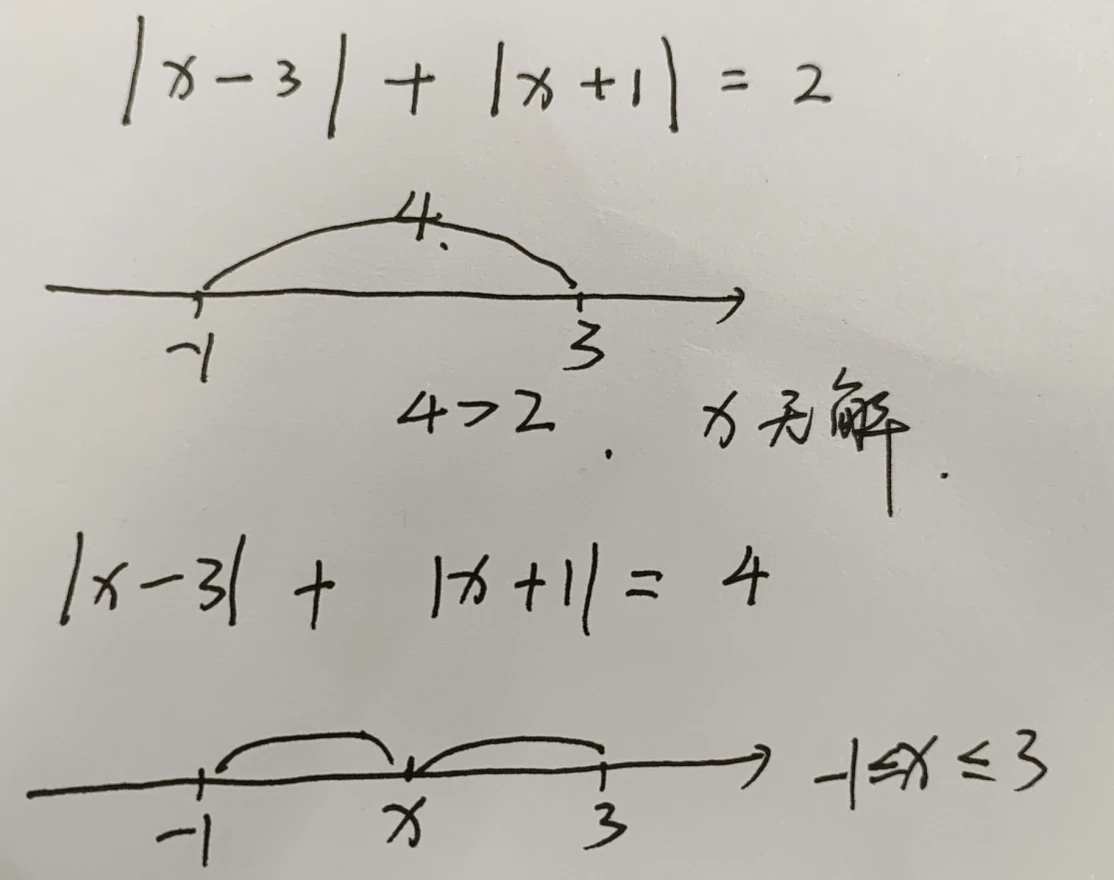 |x-3| + |x+1| = 2
4.
-1 3
4>2. x无解.
|x-3| + |x+1| = 4
-1≤x≤3
-1 x 3